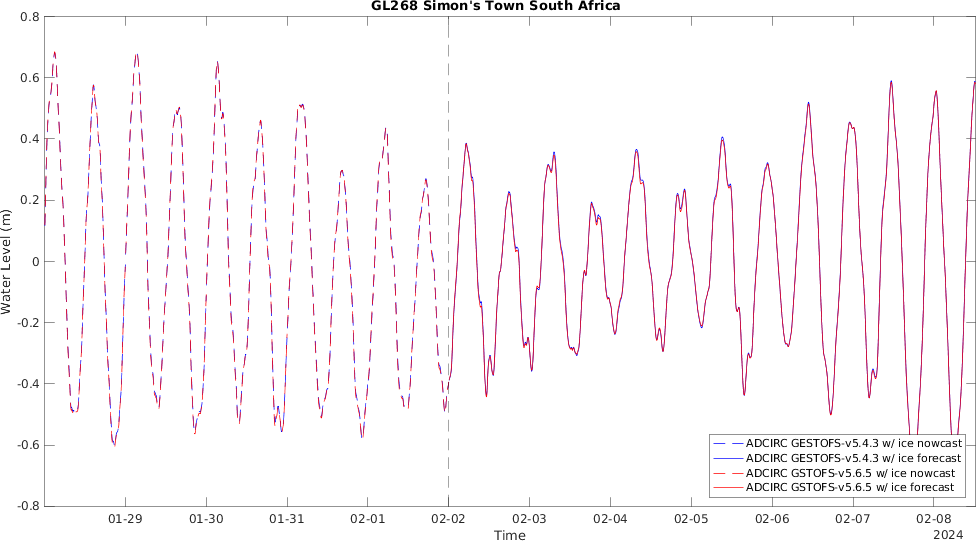 GL268 Simon's Town South Africa
0.8
0.6
0.4
0.2
0
-0.2
-0.4
-0.6
-0.8
Water Level (m)
01-29 01-30 01-31 02-01 02-02 02-03 02-04 02-05 02-06 02-07 02-08
Time
2024
ADCIRC GESTOFS-v5.4.3 w/ ice nowcast
ADCIRC GESTOFS-v5.4.3 w/ ice forecast
ADCIRC GSTOFS-v5.6.5 w/ ice nowcast
ADCIRC GSTOFS-v5.6.5 w/ ice forecast